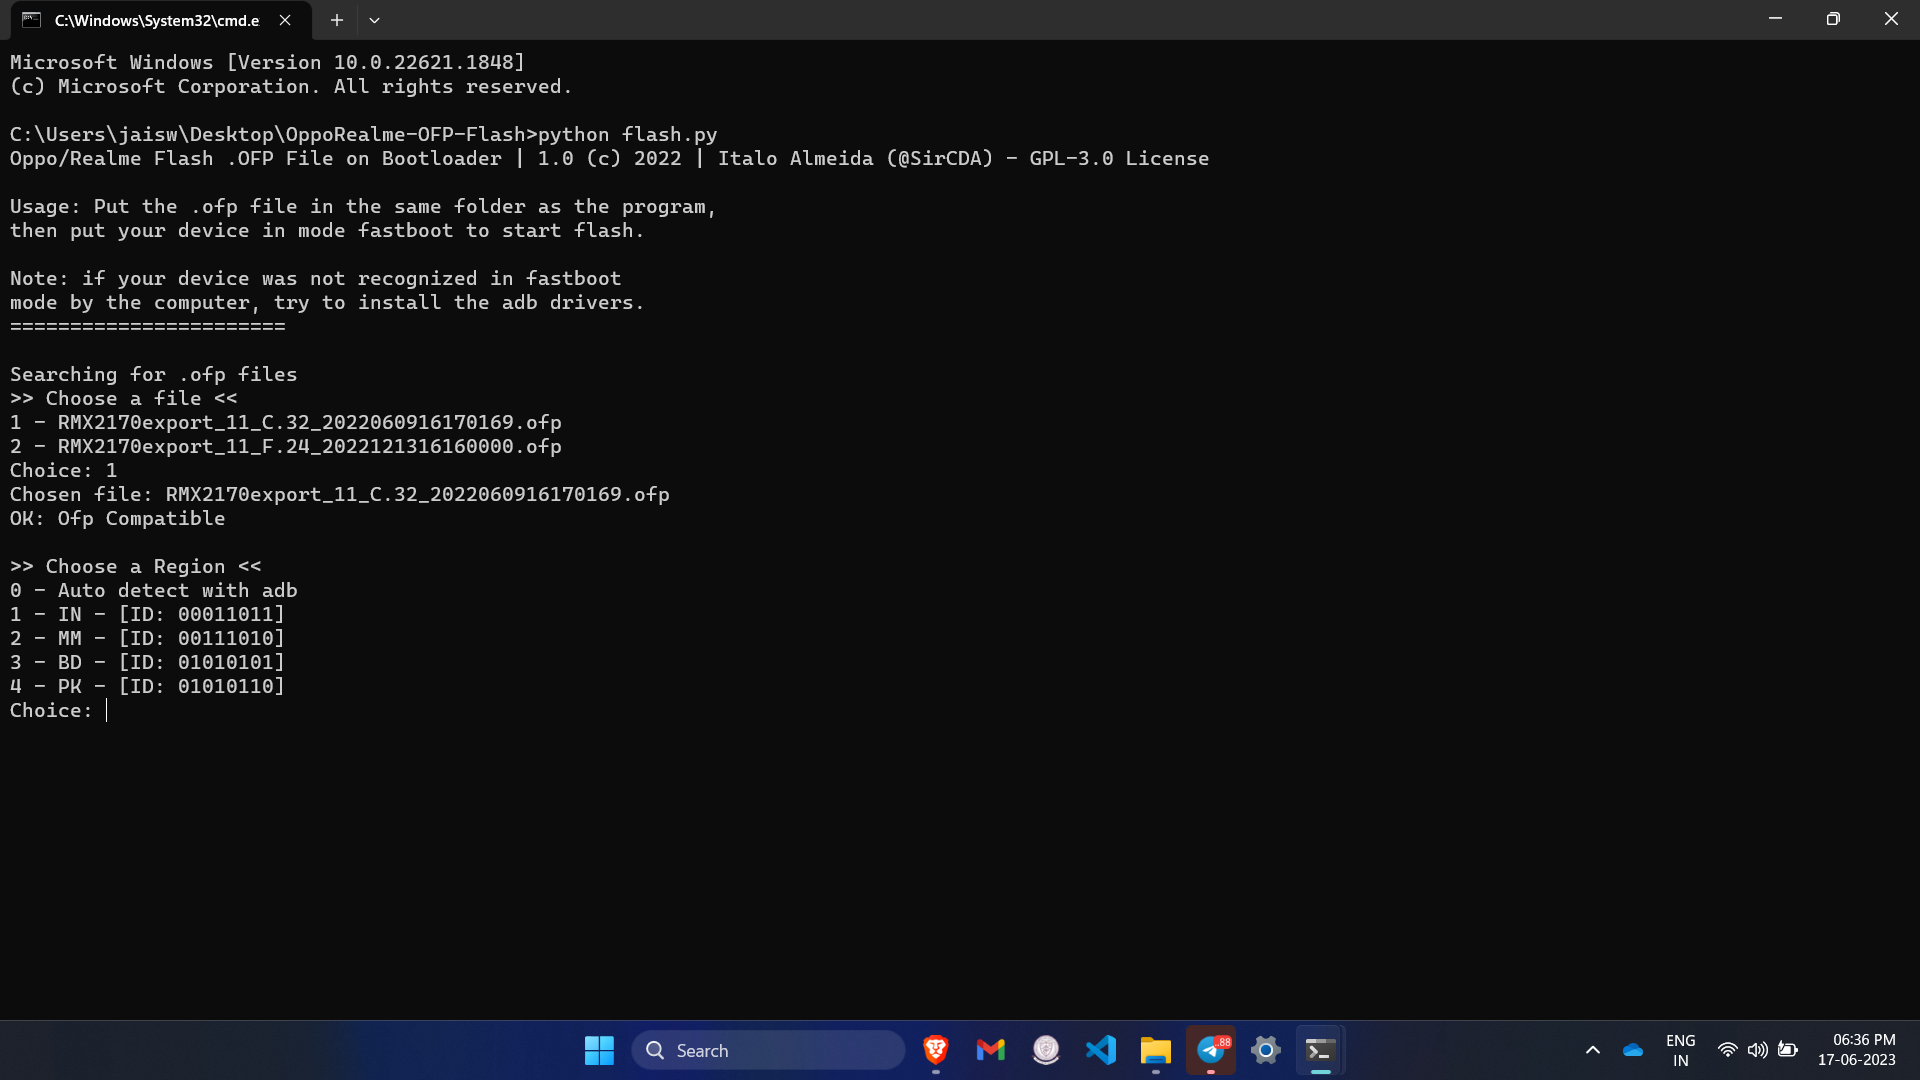 C:\Windows\System32\cmd.e
Microsoft Windows [Version 10.0.22621.1848]
(c) Microsoft Corporation. All rights reserved.
C:\Users\jaisw\Desktop\OppoRealme-OFP-Flash>python flash.py
Oppo/Realme Flash .OFP File on Bootloader | 1.0 (c) 2022 | Italo Almeida (@SirCDA) - GPL-3.0 License
Usage: Put the .ofp file in the same folder as the program,
then put your device in mode fastboot to start flash.
Note: if your device was not recognized in fastboot
mode by the computer, try to install the adb drivers.
=======================
Searching for .ofp files
>> Choose a file <<
1 - RMX2170export_11_C.32_2022060916170169.ofp
2 - RMX2170export_11_F.24_2022121316160000.ofp
Choice: 1
Chosen file: RMX2170export_11_C.32_2022060916170169.ofp
OK: Ofp Compatible
>> Choose a Region <<
0 - Auto detect with adb
1 - IN - [ID: 00011011]
2 - MM - [ID: 00111010]
3 - BD - [ID: 01010101]
4 - PK - [ID: 01010110]
Choice:
Search
.88
ENG
IN
06:36 PM
17-06-2023